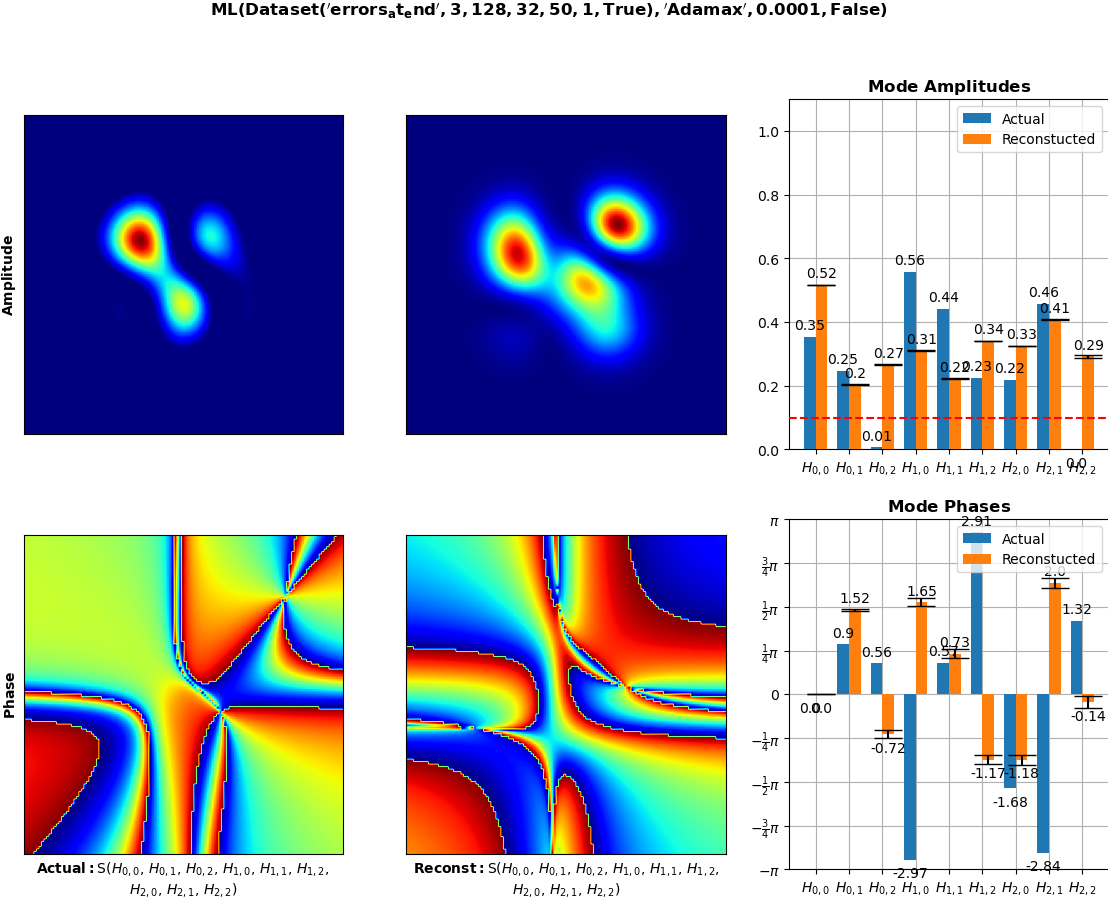 ML(Dataset('errors_at_end', 3, 128, 32, 50, 1, True), 'Adamax', 0.0001, False)
Amplitude
Mode Amplitudes
Actual
Reconstucted
1.0
0.8
0.6
0.4
0.2
0.0
0.35
0.52
0.25
0.2
0.01
0.27
0.56
0.31
0.44
0.22
0.23
0.34
0.22
0.33
0.46
0.41
0.0
0.29
H0,0 H0,1 H0,2 H1,0 H1,1 H1,2 H2,0 H2,1 H2,2
Phase
Mode Phases
Actual
Reconstucted
π
3/4π
1/2π
1/4π
0
−1/4π
−1/2π
−3/4π
−π
0.0
0.0
0.9
1.52
0.56
-0.72
-2.97
1.65
0.73
2.91
-1.17
-1.68
-1.18
-2.84
2.0
1.32
-0.14
H0,0 H0,1 H0,2 H1,0 H1,1 H1,2 H2,0 H2,1 H2,2
Actual: S(H0,0, H0,1, H0,2, H1,0, H1,1, H1,2,
H2,0, H2,1, H2,2)
Reconst: S(H0,0, H0,1, H0,2, H1,0, H1,1, H1,2,
H2,0, H2,1, H2,2)